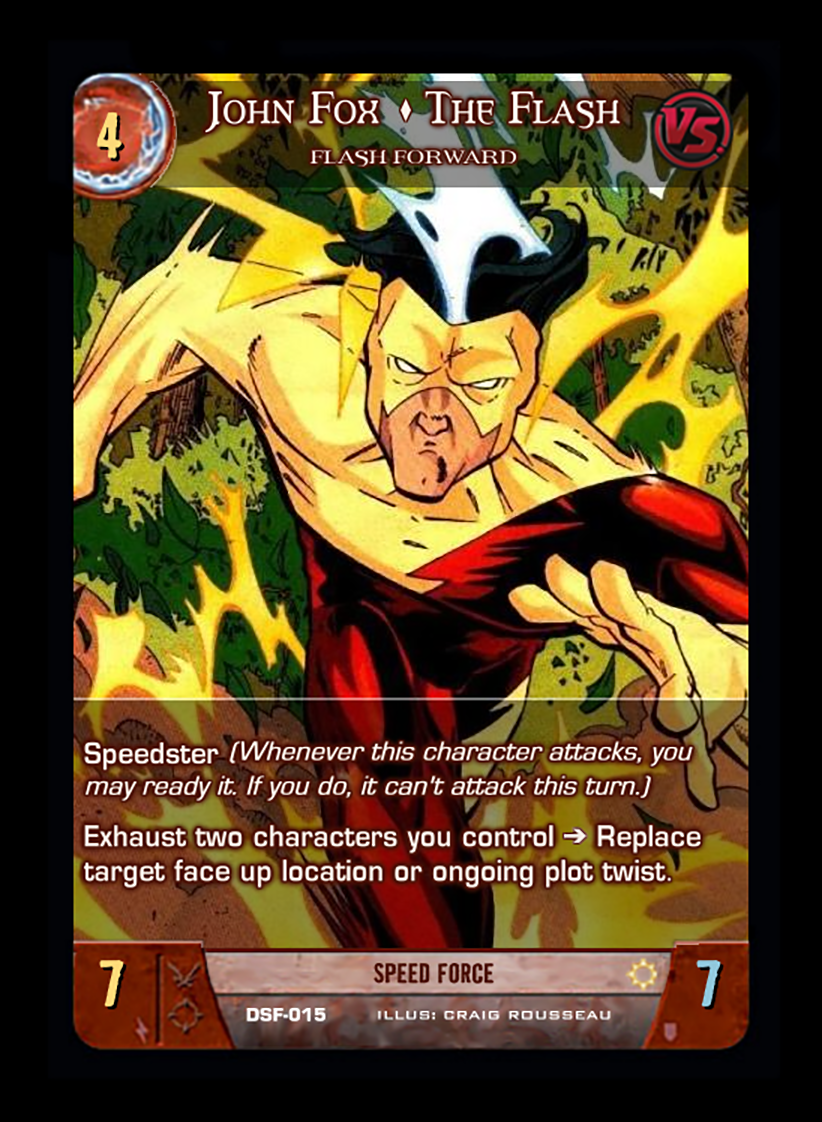 4
John Fox ♦ The Flash
VS.
FLASH FORWARD
Speedster (Whenever this character attacks, you
may ready it. If you do, it can't attack this turn.)
Exhaust two characters you control ➔ Replace
target face up location or ongoing plot twist.
7
SPEED FORCE
7
DSF-015 ILLUS: CRAIG ROUSSEAU